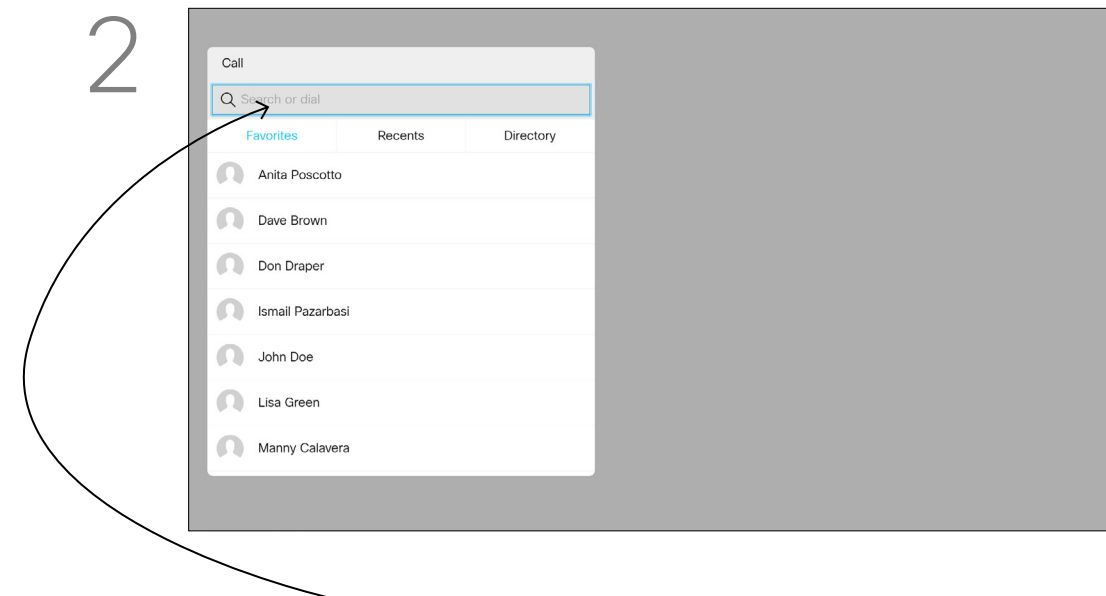 2
Call
Search or dial
Favorites Recents Directory
Anita Poscotto
Dave Brown
Don Draper
Ismail Pazarbasi
John Doe
Lisa Green
Manny Calavera